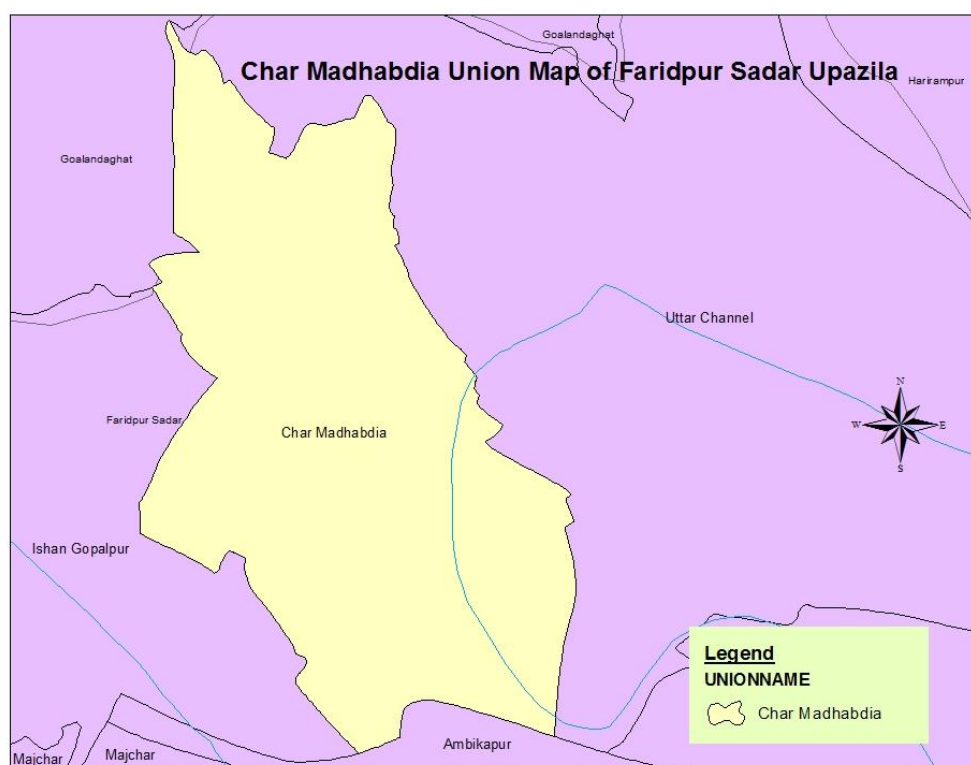 Goalandaghat
Char Madhabdia Union Map of Faridpur Sadar Upazila
Harirampur
Goalandaghat
Uttar Channel
N
W
E
S
Faridpur Sadar
Char Madhabdia
Ishan Gopalpur
Legend
UNIONNAME
Char Madhabdia
Ambikapur
Majchar
Majchar